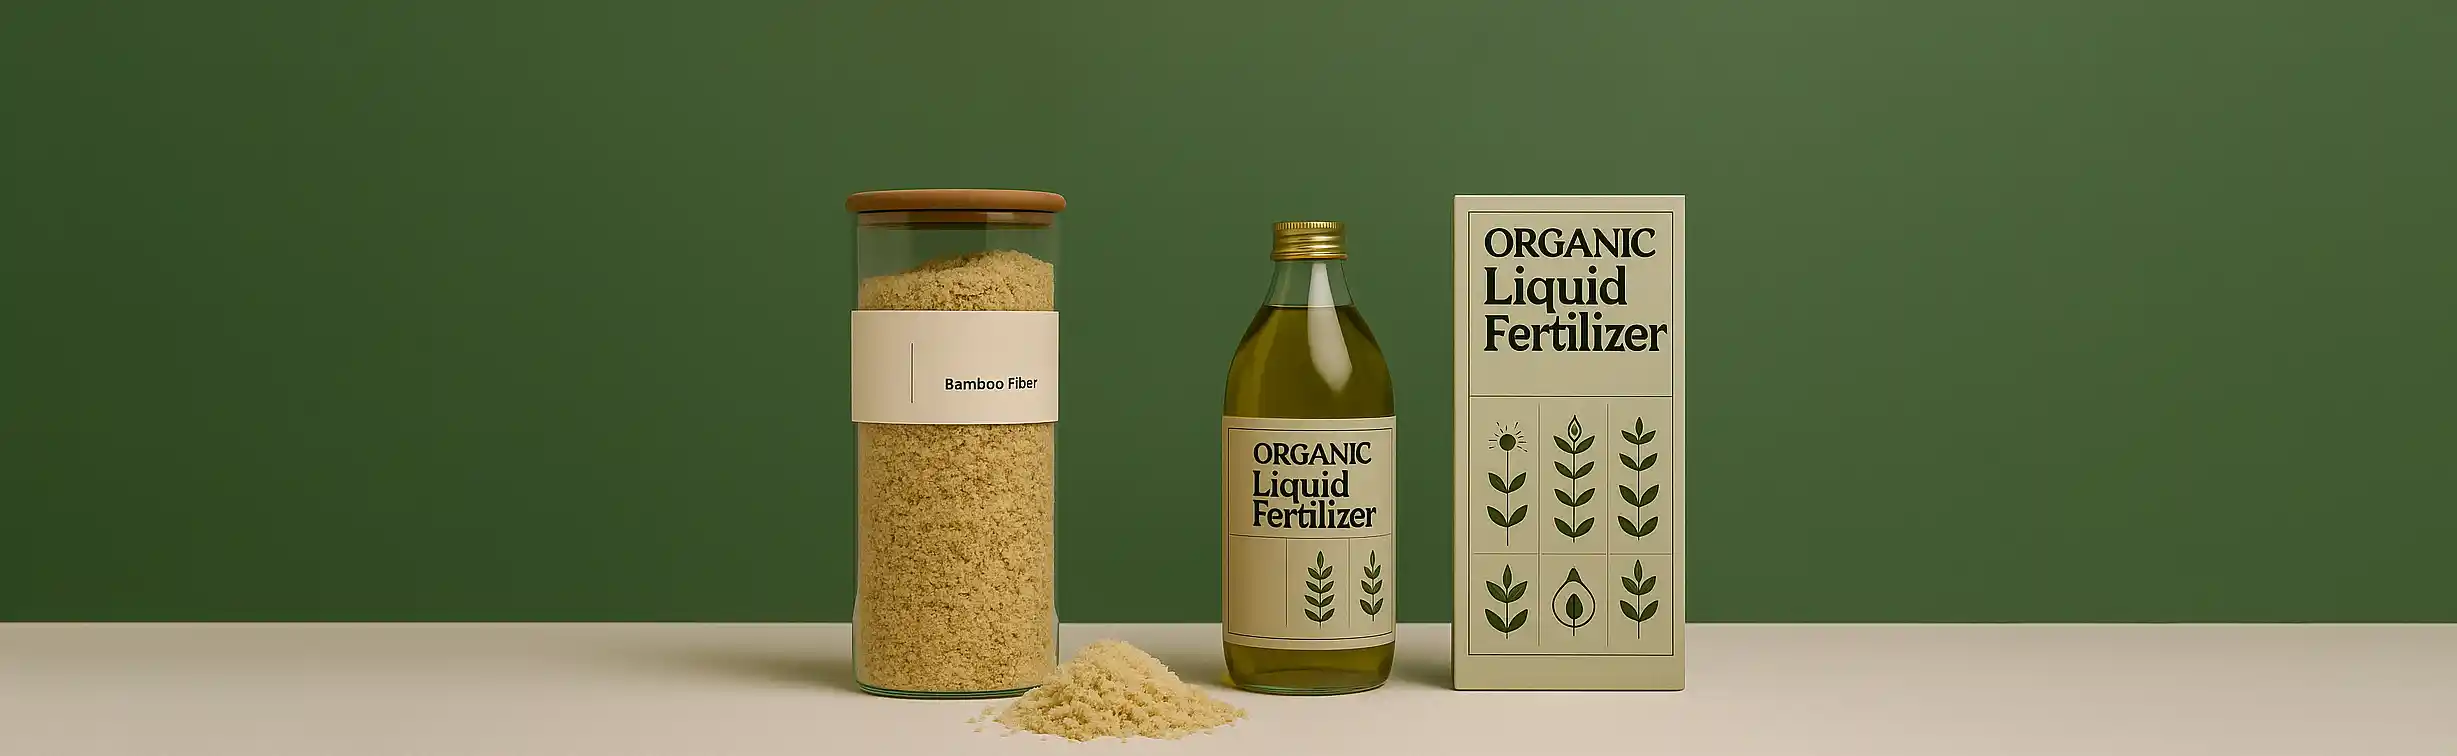 Bamboo Fiber
ORGANIC
Liquid
Fertilizer
ORGANIC
Liquid
Fertilizer